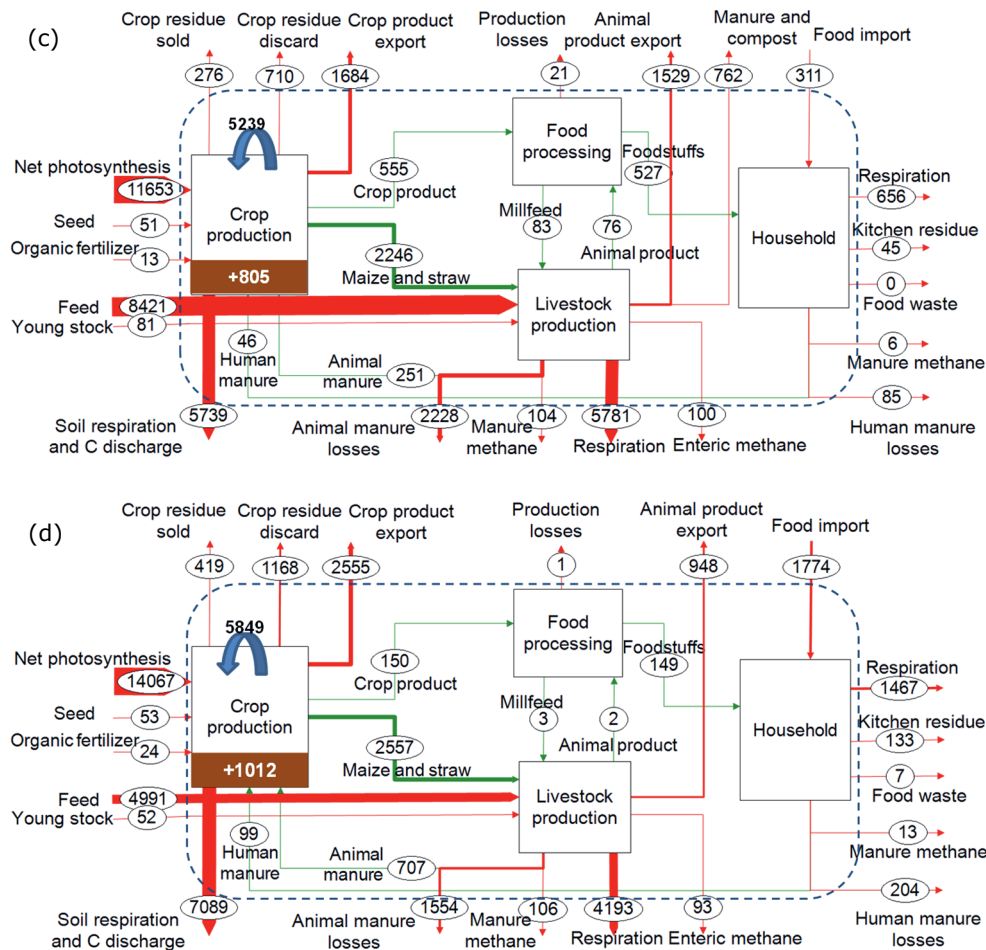 (c)
Crop residue sold
Crop residue discard
Crop product export
Production losses
Animal product export
Manure and compost
Food import
276
710
1684
21
1529
762
311
5239
Net photosynthesis
11653
Seed
51
Organic fertilizer
13
Crop production
+805
555
Crop product
Food processing
Foodstuffs
527
Millfeed
83
76
Animal product
2246
Maize and straw
Household
Respiration
656
Kitchen residue
45
0
Food waste
Feed
8421
Young stock
81
Livestock production
46
Human manure
Animal manure
251
6
Manure methane
85
Human manure losses
5739
Soil respiration and C discharge
2228
Animal manure losses
104
Manure methane
5781
Respiration
100
Enteric methane
(d)
Crop residue sold
Crop residue discard
Crop product export
Production losses
Animal product export
Food import
419
1168
2555
1
948
1774
5849
Net photosynthesis
14067
Seed
53
Organic fertilizer
24
Crop production
+1012
150
Crop product
Food processing
Foodstuffs
149
Millfeed
3
2
Animal product
2557
Maize and straw
Household
Respiration
1467
Kitchen residue
133
7
Food waste
Feed
4991
Young stock
52
Livestock production
99
Human manure
Animal manure
707
13
Manure methane
204
Human manure losses
7089
Soil respiration and C discharge
1554
Animal manure losses
106
Manure methane
4193
Respiration
93
Enteric methane